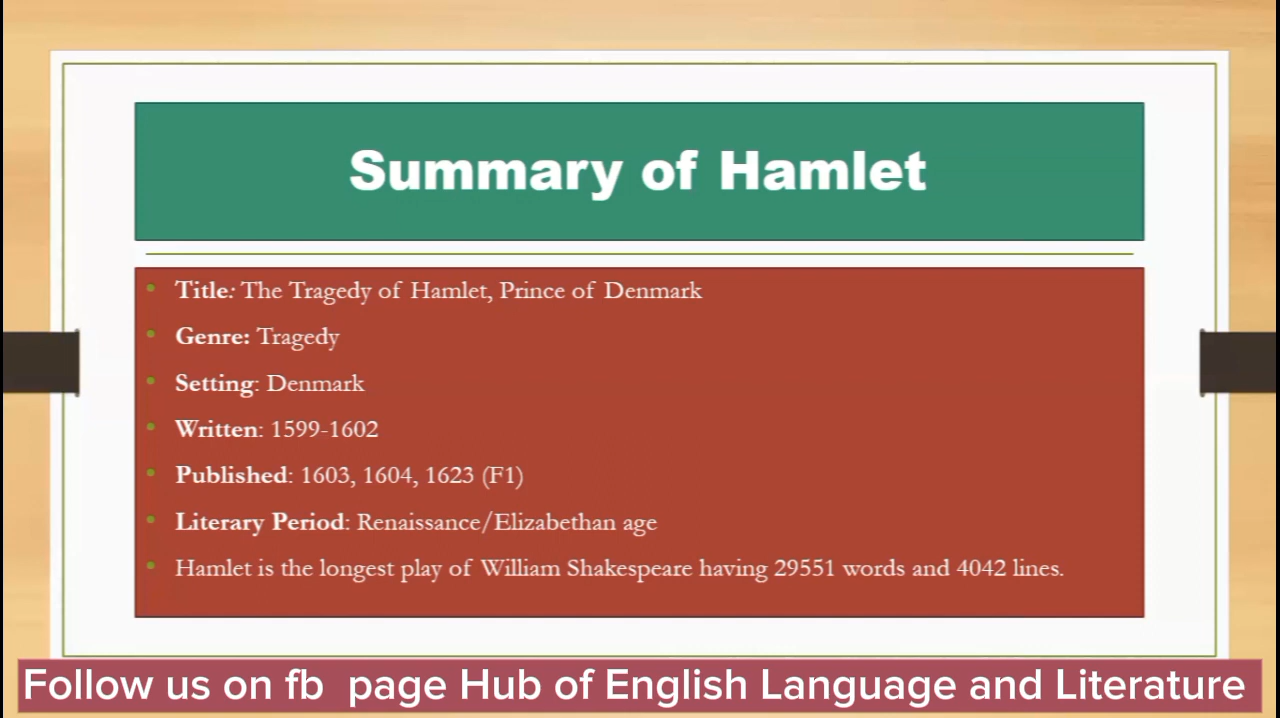 Summary of Hamlet
Title: The Tragedy of Hamlet, Prince of Denmark
Genre: Tragedy
Setting: Denmark
Written: 1599-1602
Published: 1603, 1604, 1623 (F1)
Literary Period: Renaissance/Elizabethan age
Hamlet is the longest play of William Shakespeare having 29551 words and 4042 lines.
Follow us on fb page Hub of English Language and Literature